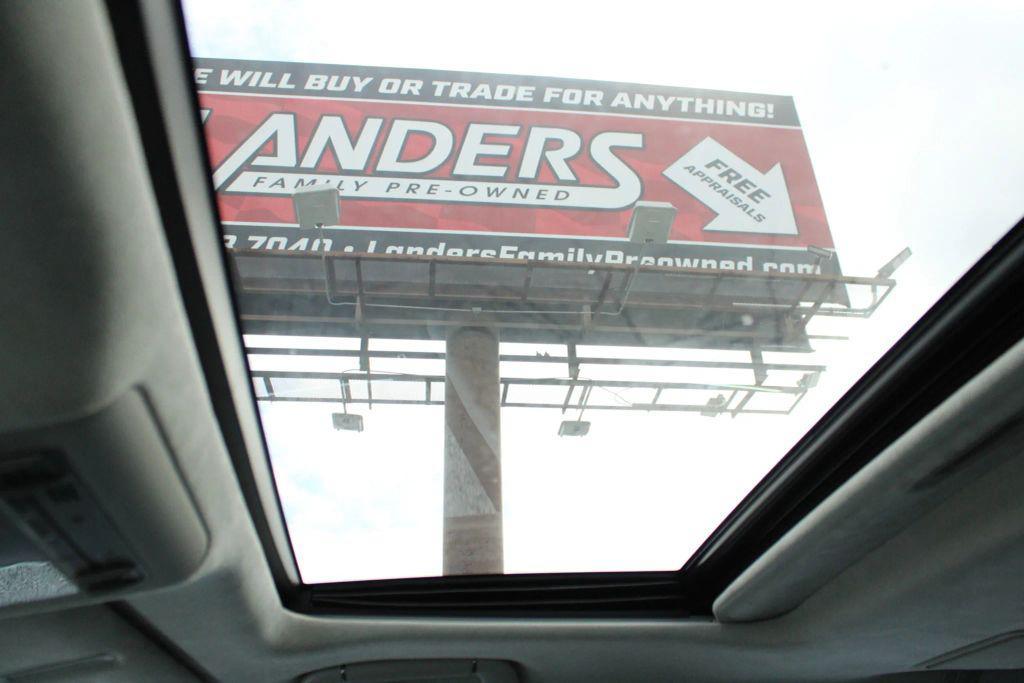 WILL BUY OR TRADE FOR ANYTHING!
LANDERS
FAMILY PRE-OWNED
FREE
APPRAISALS
7040 • LandersFamilyPreowned.com